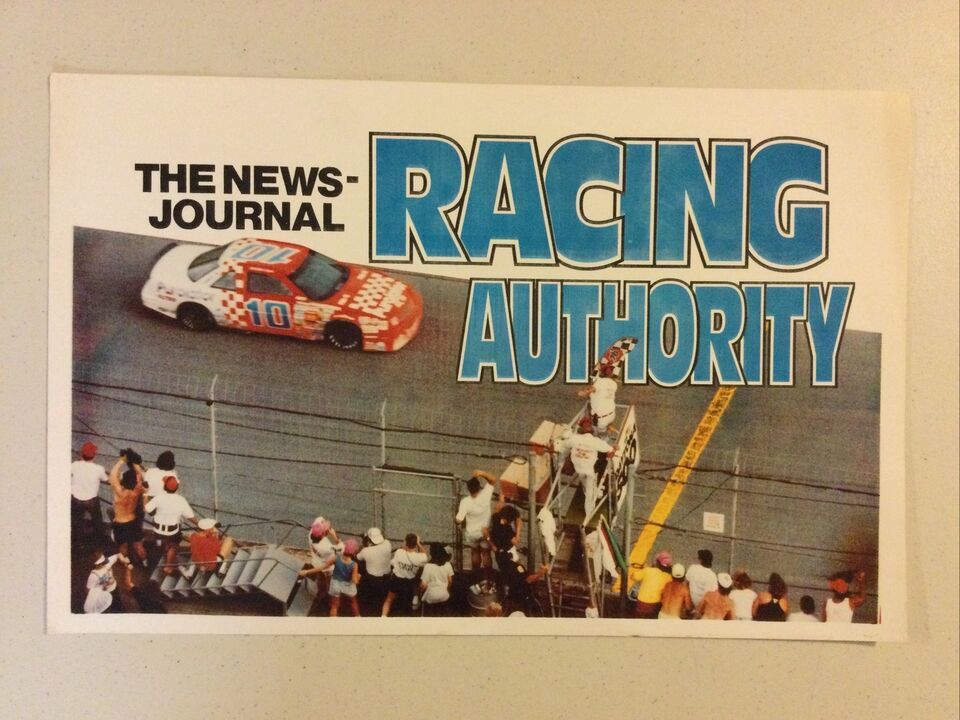 THE NEWS-
JOURNAL
RACING
AUTHORITY
10
10